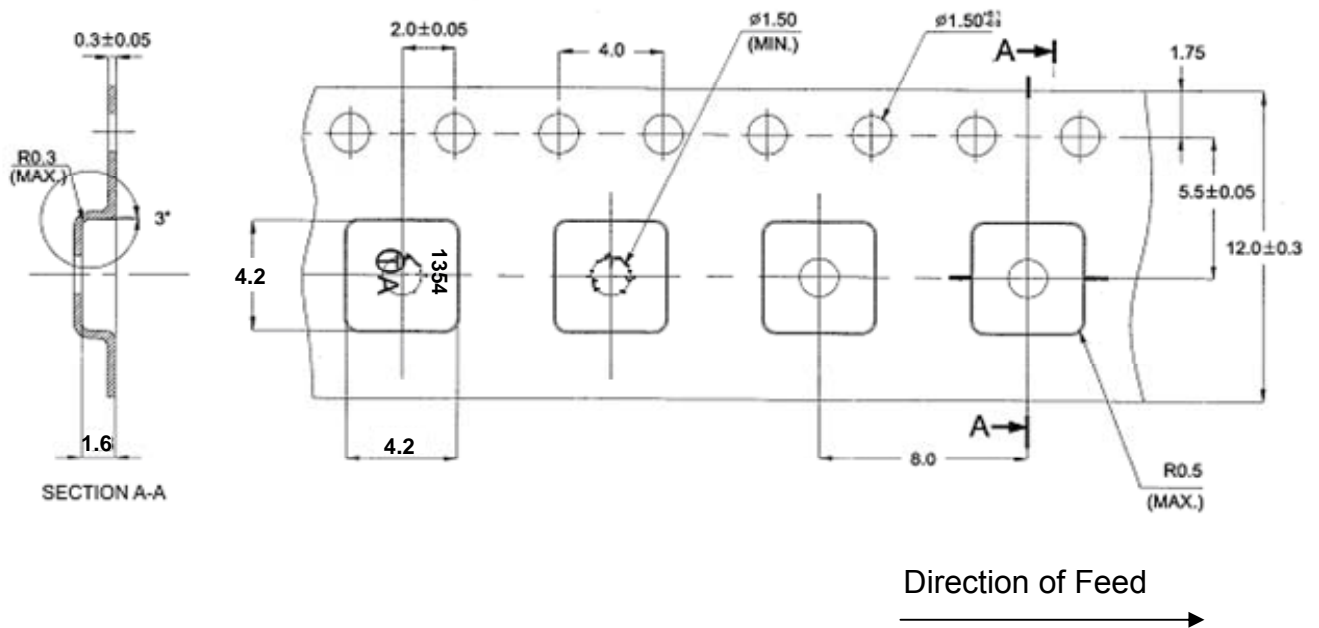 0.3±0.05
2.0±0.05
4.0
ø1.50
(MIN.)
ø1.50
A
1.75
R0.3
(MAX.)
3°
5.5±0.05
12.0±0.3
4.2
T
A
1354
1.6
4.2
A
8.0
R0.5
(MAX.)
SECTION A-A
Direction of Feed